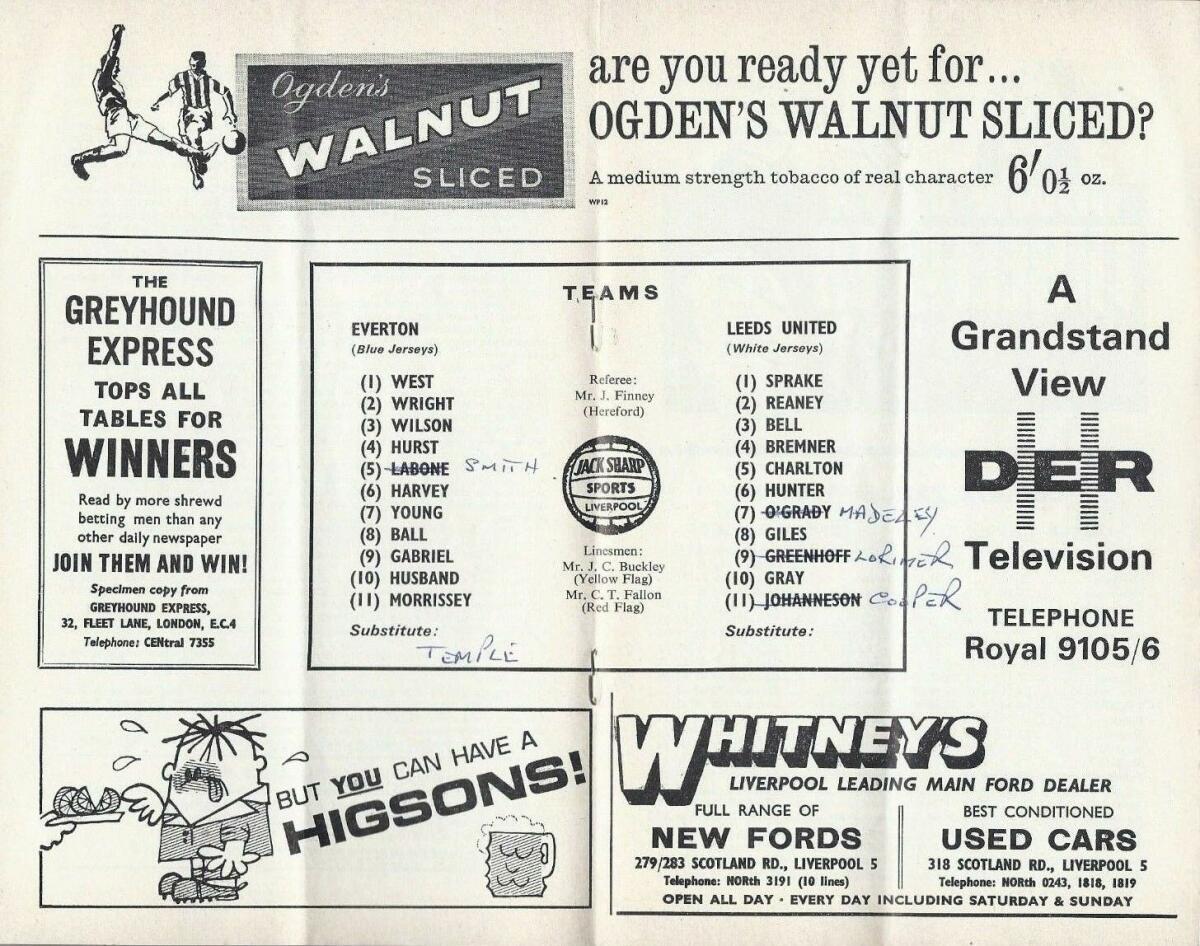 Ogden's
WALNUT
SLICED
are you ready yet for...
OGDEN'S WALNUT SLICED?
A medium strength tobacco of real character 6'0½ oz.
WP12
THE
GREYHOUND
EXPRESS
TOPS ALL
TABLES FOR
WINNERS
Read by more shrewd
betting men than any
other daily newspaper
JOIN THEM AND WIN!
Specimen copy from
GREYHOUND EXPRESS,
32, FLEET LANE, LONDON, E.C.4
Telephone: CENtral 7355
TEAMS
EVERTON
(Blue Jerseys)
(1) WEST
(2) WRIGHT
(3) WILSON
(4) HURST
(5) LABONE SMITH
(6) HARVEY
(7) YOUNG
(8) BALL
(9) GABRIEL
(10) HUSBAND
(11) MORRISSEY
Substitute:
TEMPLE
Referee:
Mr. J. Finney
(Hereford)
JACK SHARP
SPORTS
LIVERPOOL
Linesmen:
Mr. J. C. Buckley
(Yellow Flag)
Mr. C. T. Fallon
(Red Flag)
LEEDS UNITED
(White Jerseys)
(1) SPRAKE
(2) REANEY
(3) BELL
(4) BREMNER
(5) CHARLTON
(6) HUNTER
(7) O'GRADY MADELEY
(8) GILES
(9) GREENHOFF LORIMER
(10) GRAY
(11) JOHANNESON COOPER
Substitute:
A
Grandstand
View
DER
Television
TELEPHONE
Royal 9105/6
BUT YOU CAN HAVE A
HIGSONS!
WHITNEY'S
LIVERPOOL LEADING MAIN FORD DEALER
FULL RANGE OF
NEW FORDS
279/283 SCOTLAND RD., LIVERPOOL 5
Telephone: NORth 3191 (10 lines)
BEST CONDITIONED
USED CARS
318 SCOTLAND RD., LIVERPOOL 5
Telephone: NORth 0243, 1818, 1819
OPEN ALL DAY · EVERY DAY INCLUDING SATURDAY & SUNDAY